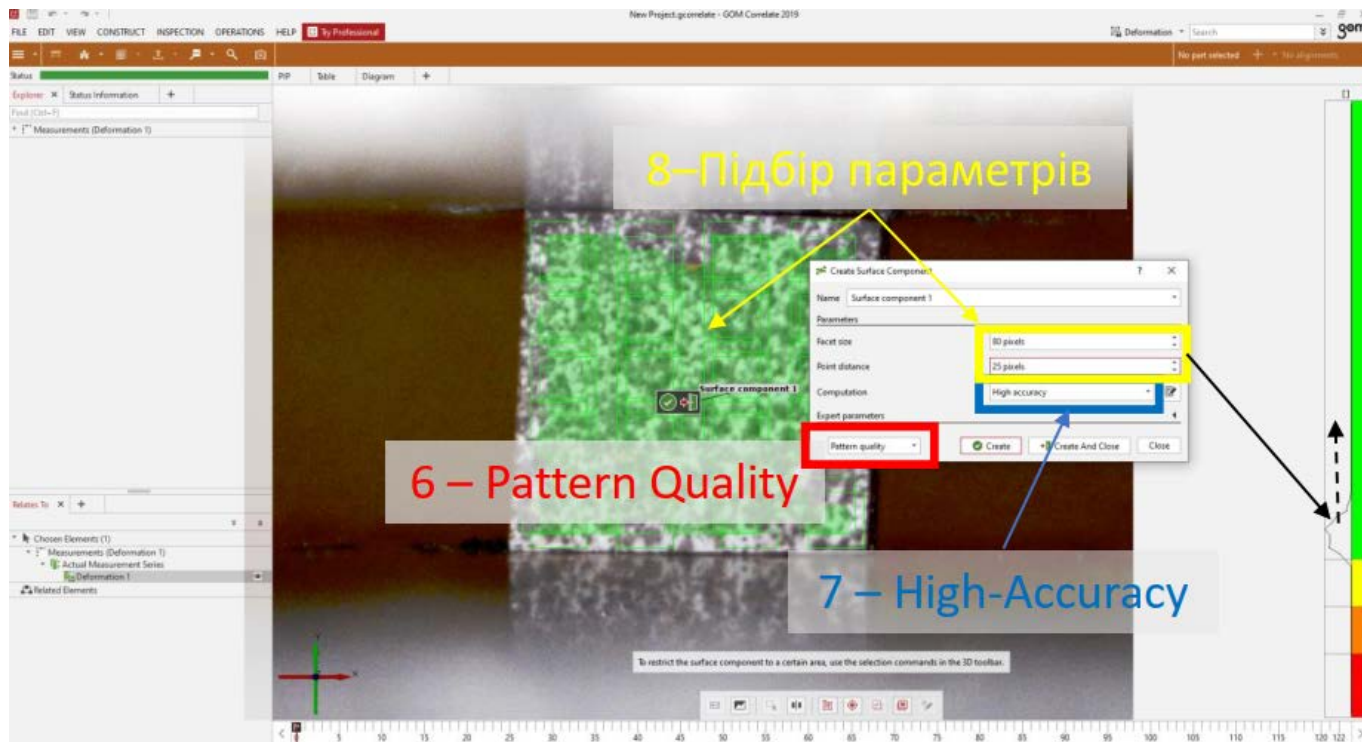 New Project.gcorrelate - GOM Correlate 2019
FILE EDIT VIEW CONSTRUCT INSPECTION OPERATIONS HELP Try Professional
Deformation Search gom
No part selected No alignments
Status
PIP Table Diagram +
Explorer Status Information +
Find (Ctrl+F)
Measurements (Deformation 1)
8–Підбір параметрів
Create Surface Component ? X
Name Surface component 1
Parameters
Facet size 80 pixels
Point distance 25 pixels
Surface component 1
Computation High accuracy
Expert parameters
Pattern quality Create Create And Close Close
6 – Pattern Quality
7 – High-Accuracy
Relates To X +
Chosen Elements (1)
Measurements (Deformation 1)
Actual Measurement Series
Deformation 1
Related Elements
To restrict the surface component to a certain area, use the selection commands in the 3D toolbar.
Y
X
5 10 15 20 25 30 35 40 45 50 55 60 65 70 75 80 85 90 95 100 105 110 115 120 122